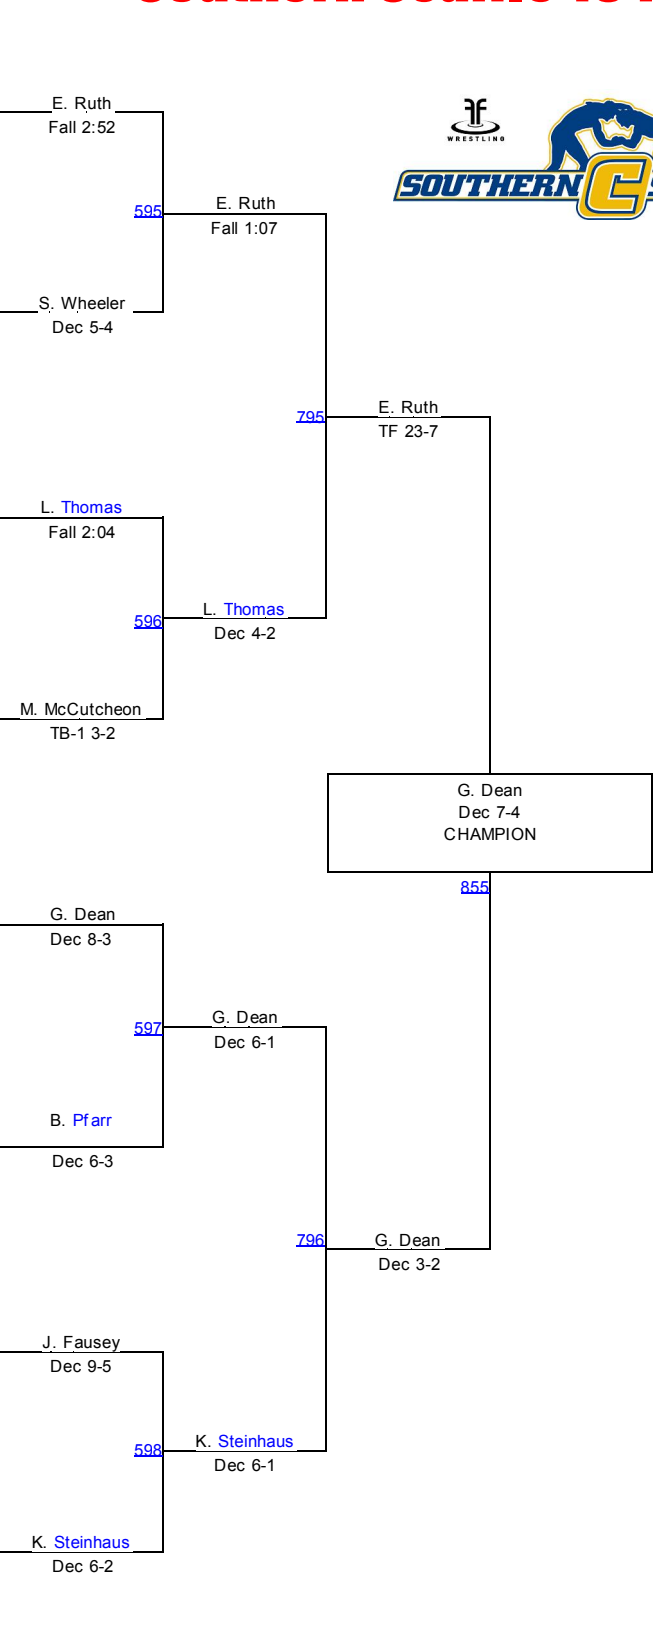 E. Ruth
Fall 2:52
WRESTLING
SOUTHERN C
595
E. Ruth
Fall 1:07
S. Wheeler
Dec 5-4
795
E. Ruth
TF 23-7
L. Thomas
Fall 2:04
596
L. Thomas
Dec 4-2
M. McCutcheon
TB-1 3-2
G. Dean
Dec 7-4
CHAMPION
855
G. Dean
Dec 8-3
597
G. Dean
Dec 6-1
B. Pfarr
Dec 6-3
796
G. Dean
Dec 3-2
J. Fausey
Dec 9-5
598
K. Steinhaus
Dec 6-1
K. Steinhaus
Dec 6-2